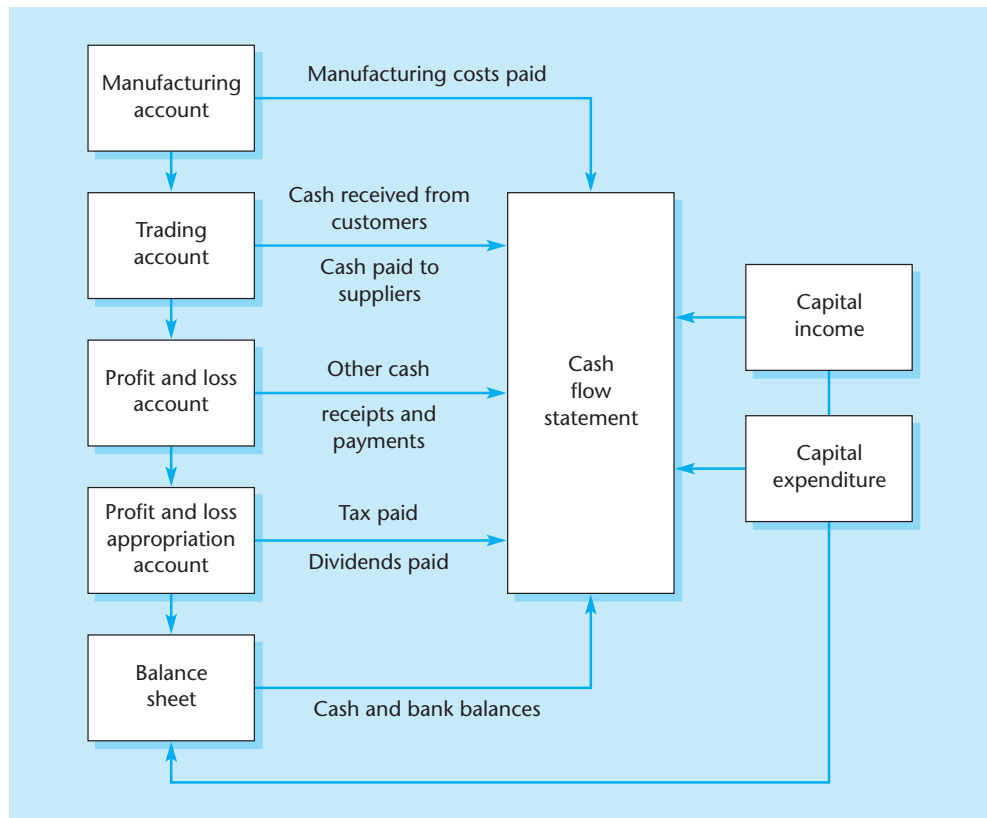 Manufacturing
account
Manufacturing costs paid
Trading
account
Cash received from
customers
Cash paid to
suppliers
Profit and loss
account
Other cash
receipts and
payments
Profit and loss
appropriation
account
Tax paid
Dividends paid
Balance
sheet
Cash and bank balances
Cash
flow
statement
Capital
income
Capital
expenditure